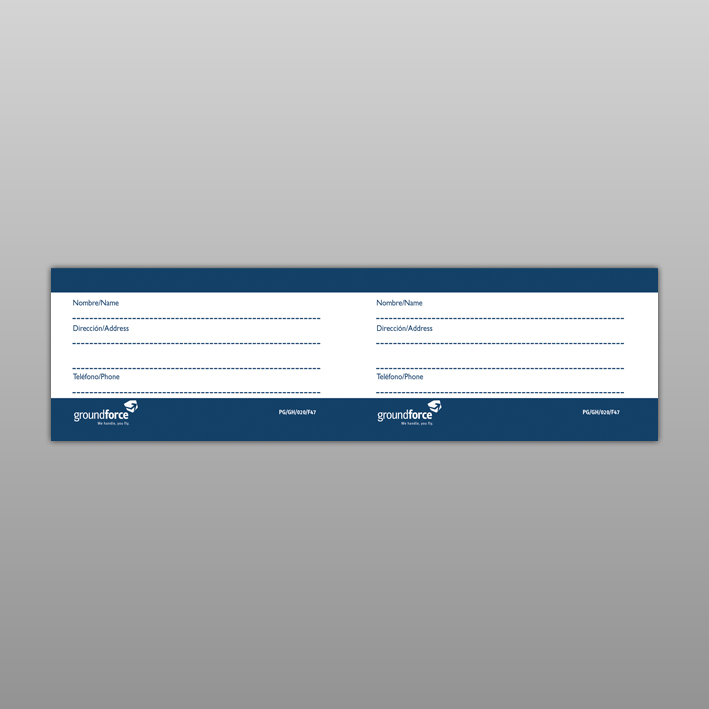 Nombre/Name
Dirección/Address
Teléfono/Phone
groundforce
We handle, you fly.
PG/GH/020/F47
Nombre/Name
Dirección/Address
Teléfono/Phone
groundforce
We handle, you fly.
PG/GH/020/F47